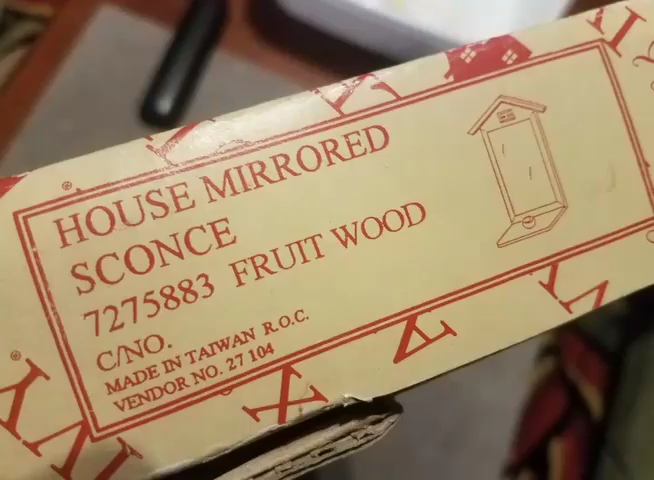 HOUSE MIRRORED
SCONCE
7275883 FRUIT WOOD
C/NO.
MADE IN TAIWAN R.O.C.
VENDOR NO. 27 104